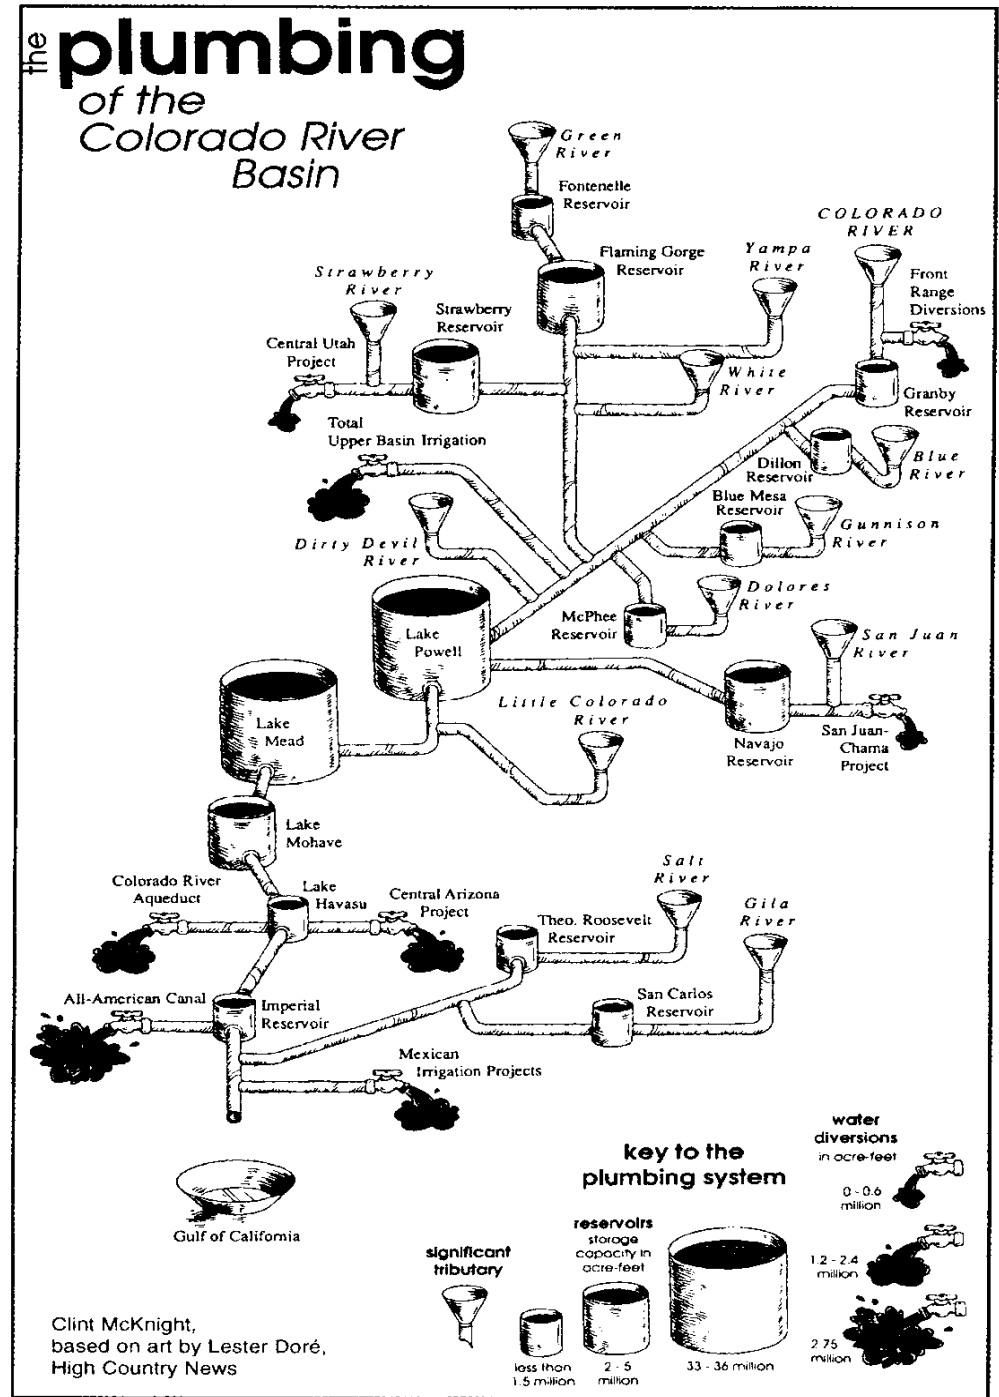 the plumbing
of the
Colorado River
Basin
Green
River
Fontenelle
Reservoir
COLORADO
RIVER
Flaming Gorge
Reservoir
Yampa
River
Strawberry
River
Front
Range
Diversions
Strawberry
Reservoir
Central Utah
Project
White
River
Granby
Reservoir
Total
Upper Basin Irrigation
Dillon
Reservoir
Blue
River
Blue Mesa
Reservoir
Gunnison
River
Dirty Devil
River
Dolores
River
McPhee
Reservoir
Lake
Powell
San Juan
River
Little Colorado
River
Lake
Mead
Navajo
Reservoir
San Juan-
Chama
Project
Lake
Mohave
Salt
River
Colorado River
Aqueduct
Lake
Havasu
Central Arizona
Project
Gila
River
Theo. Roosevelt
Reservoir
All-American Canal
Imperial
Reservoir
San Carlos
Reservoir
Mexican
Irrigation Projects
Gulf of California
key to the
plumbing system
water
diversions
in acre-feet
0 - 0.6
million
1.2 - 2.4
million
2.75
million
significant
tributary
reservoirs
storage
capacity in
acre-feet
less than
1.5 million
2 - 5
million
33 - 36 million
Clint McKnight,
based on art by Lester Doré,
High Country News